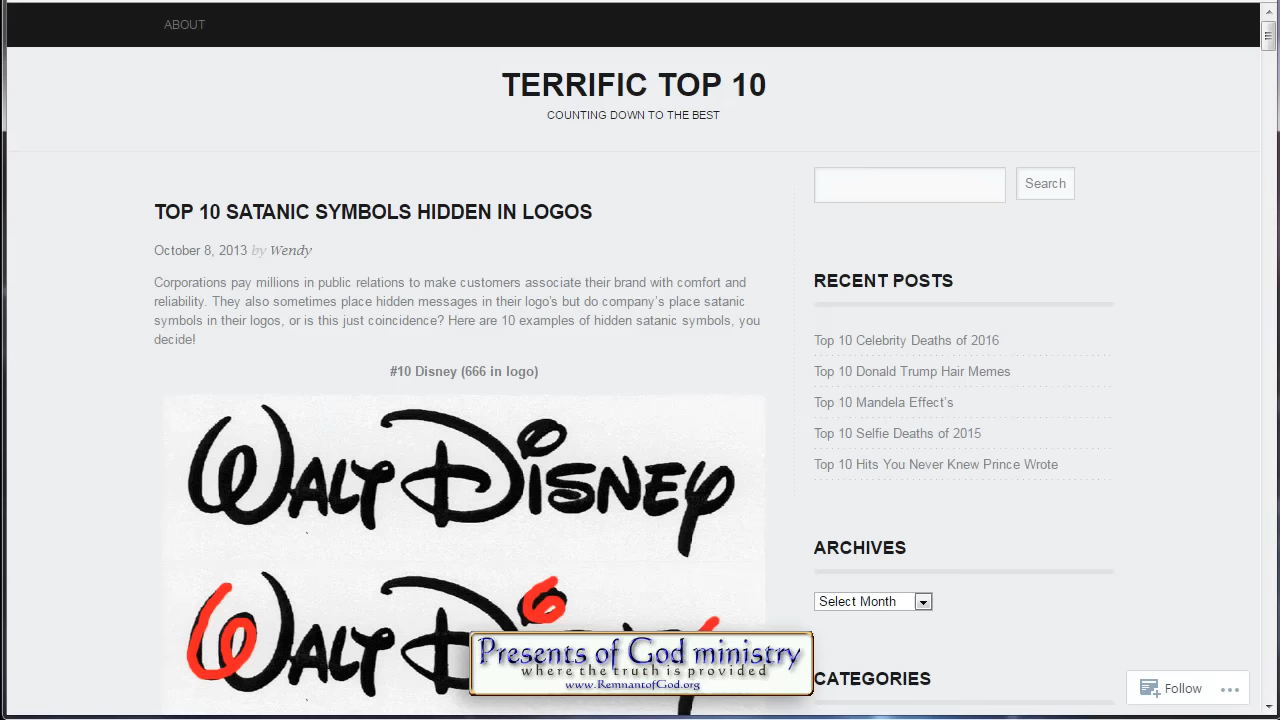 ABOUT
TERRIFIC TOP 10
COUNTING DOWN TO THE BEST
Search
TOP 10 SATANIC SYMBOLS HIDDEN IN LOGOS
October 8, 2013 by Wendy
Corporations pay millions in public relations to make customers associate their brand with comfort and
reliability. They also sometimes place hidden messages in their logo's but do company's place satanic
symbols in their logos, or is this just coincidence? Here are 10 examples of hidden satanic symbols, you
decide!
#10 Disney (666 in logo)
WALT DISNEY
WALT D
RECENT POSTS
Top 10 Celebrity Deaths of 2016
Top 10 Donald Trump Hair Memes
Top 10 Mandela Effect's
Top 10 Selfie Deaths of 2015
Top 10 Hits You Never Knew Prince Wrote
ARCHIVES
Select Month
CATEGORIES
Presents of God ministry
where the truth is provided
www.RemnantofGod.org
Follow